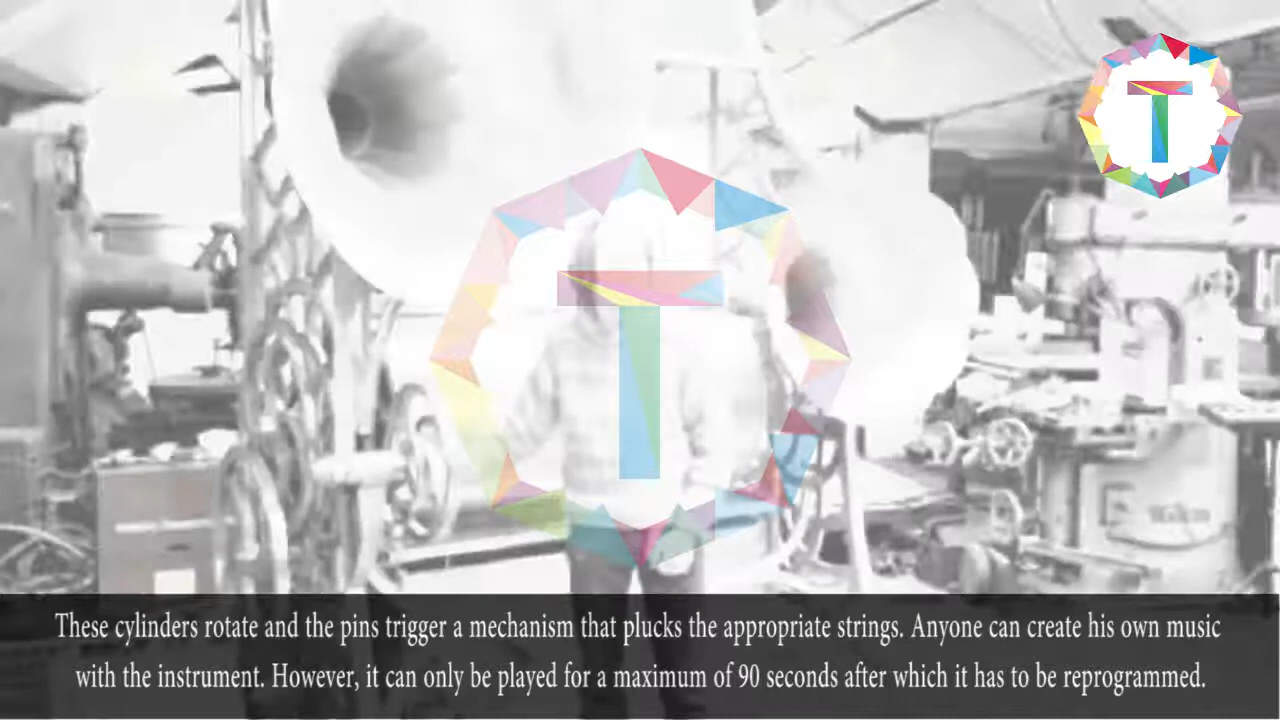 T
T
These cylinders rotate and the pins trigger a mechanism that plucks the appropriate strings. Anyone can create his own music
with the instrument. However, it can only be played for a maximum of 90 seconds after which it has to be reprogrammed.